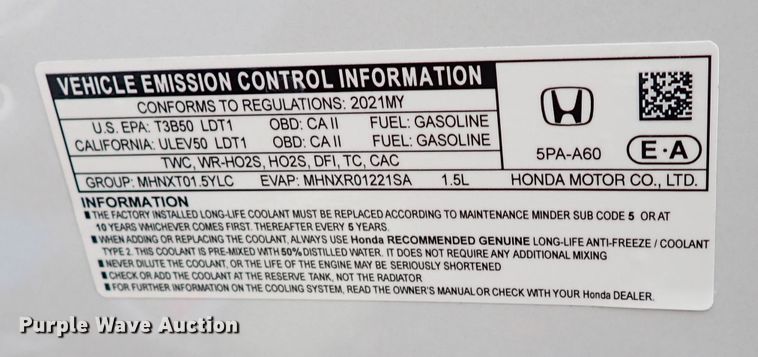 VEHICLE EMISSION CONTROL INFORMATION
CONFORMS TO REGULATIONS: 2021MY
U.S. EPA: T3B50 LDT1 OBD: CA II FUEL: GASOLINE
CALIFORNIA: ULEV50 LDT1 OBD: CA II FUEL: GASOLINE
TWC, WR-HO2S, HO2S, DFI, TC, CAC
GROUP: MHNXT01.5YLC EVAP: MHNXR01221SA 1.5L
5PA-A60
E·A
HONDA MOTOR CO., LTD.
INFORMATION
■ THE FACTORY INSTALLED LONG-LIFE COOLANT MUST BE REPLACED ACCORDING TO MAINTENANCE MINDER SUB CODE 5 OR AT
10 YEARS WHICHEVER COMES FIRST. THEREAFTER EVERY 5 YEARS.
■ WHEN ADDING OR REPLACING THE COOLANT, ALWAYS USE Honda RECOMMENDED GENUINE LONG-LIFE ANTI-FREEZE / COOLANT
TYPE 2. THIS COOLANT IS PRE-MIXED WITH 50% DISTILLED WATER. IT DOES NOT REQUIRE ANY ADDITIONAL MIXING
■ NEVER DILUTE THE COOLANT, OR THE LIFE OF THE ENGINE MAY BE SERIOUSLY SHORTENED
■ CHECK OR ADD THE COOLANT AT THE RESERVE TANK, NOT THE RADIATOR
■ FOR FURTHER INFORMATION ON THE COOLING SYSTEM, READ THE OWNER'S MANUAL OR CHECK WITH YOUR Honda DEALER.
Purple Wave Auction